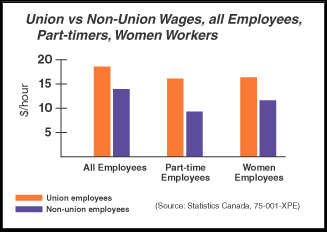 Union vs Non-Union Wages, all Employees,
Part-timers, Women Workers
$/hour
20
15
10
5
All Employees
Part-time
Employees
Women
Employees
Union employees
Non-union employees
(Source: Statistics Canada, 75-001-XPE)